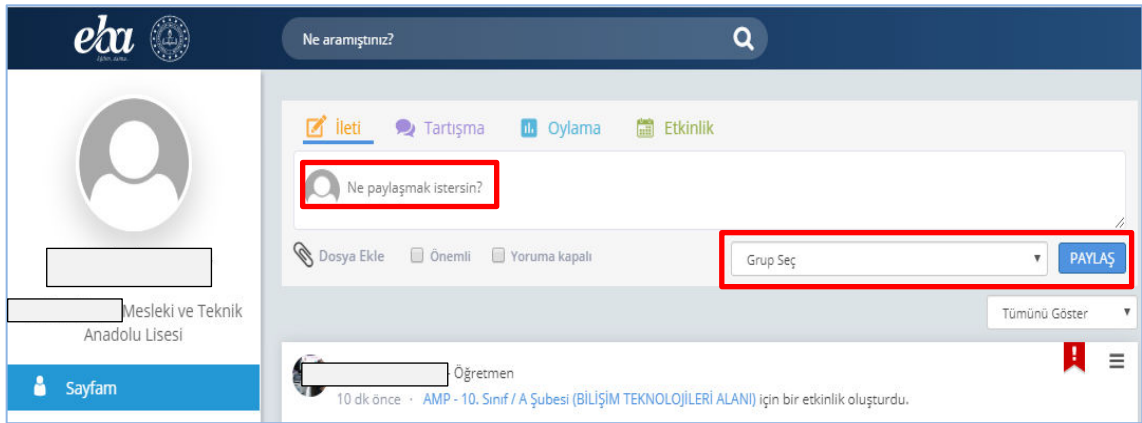 eba
Ne aramıştınız?
İleti Tartışma Oylama Etkinlik
Ne paylaşmak istersin?
Dosya Ekle Önemli Yoruma kapalı
Grup Seç PAYLAŞ
Mesleki ve Teknik
Anadolu Lisesi
Tümünü Göster
Sayfam
Öğretmen
10 dk önce · AMP - 10. Sınıf / A Şubesi (BİLİŞİM TEKNOLOJİLERİ ALANI) için bir etkinlik oluşturdu.